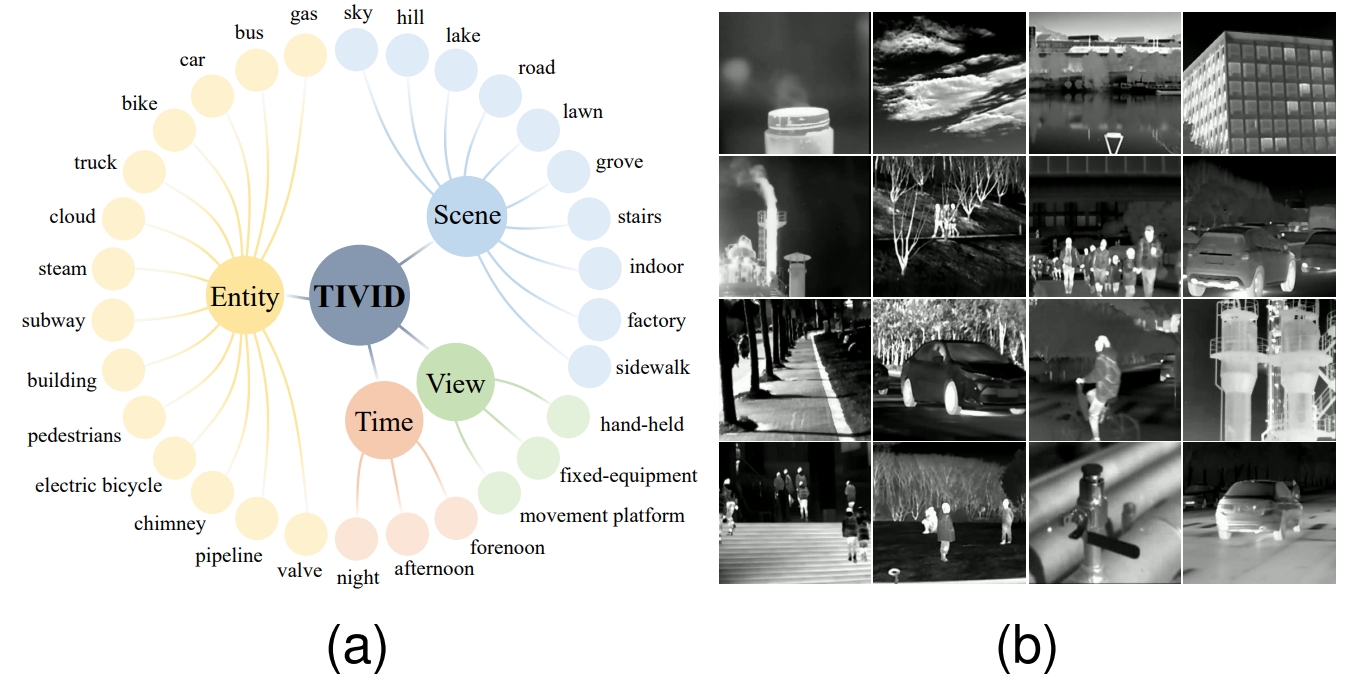 gas
sky
hill
lake
road
lawn
grove
stairs
indoor
factory
sidewalk
bus
car
bike
truck
cloud
steam
subway
building
pedestrians
electric bicycle
chimney
pipeline
valve
Entity
TIVID
Scene
View
Time
hand-held
fixed-equipment
movement platform
forenoon
afternoon
night
(a)
(b)